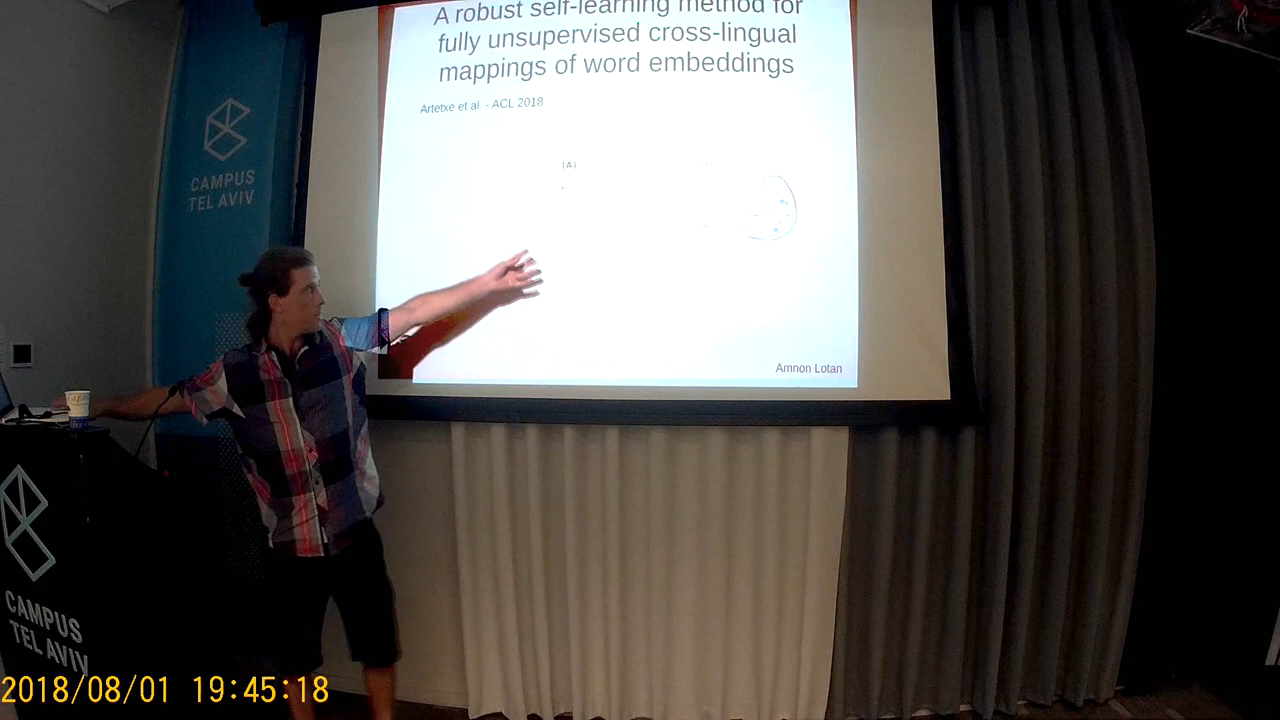 A robust self-learning method for
fully unsupervised cross-lingual
mappings of word embeddings
Artetxe et al. - ACL 2018
(A)
Amnon Lotan
CAMPUS
TEL AVIV
CAMPUS
TEL AVIV
2018/08/01 19:45:18